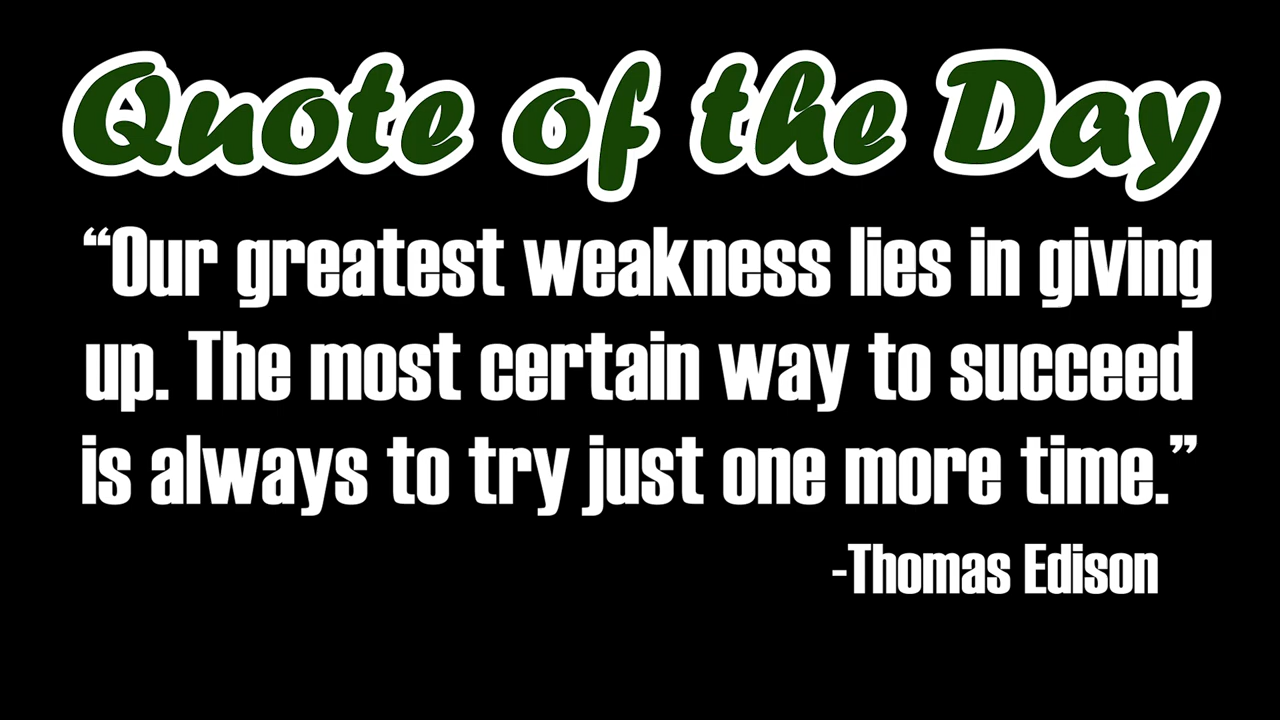 Quote of the Day
“Our greatest weakness lies in giving
up. The most certain way to succeed
is always to try just one more time.”
-Thomas Edison